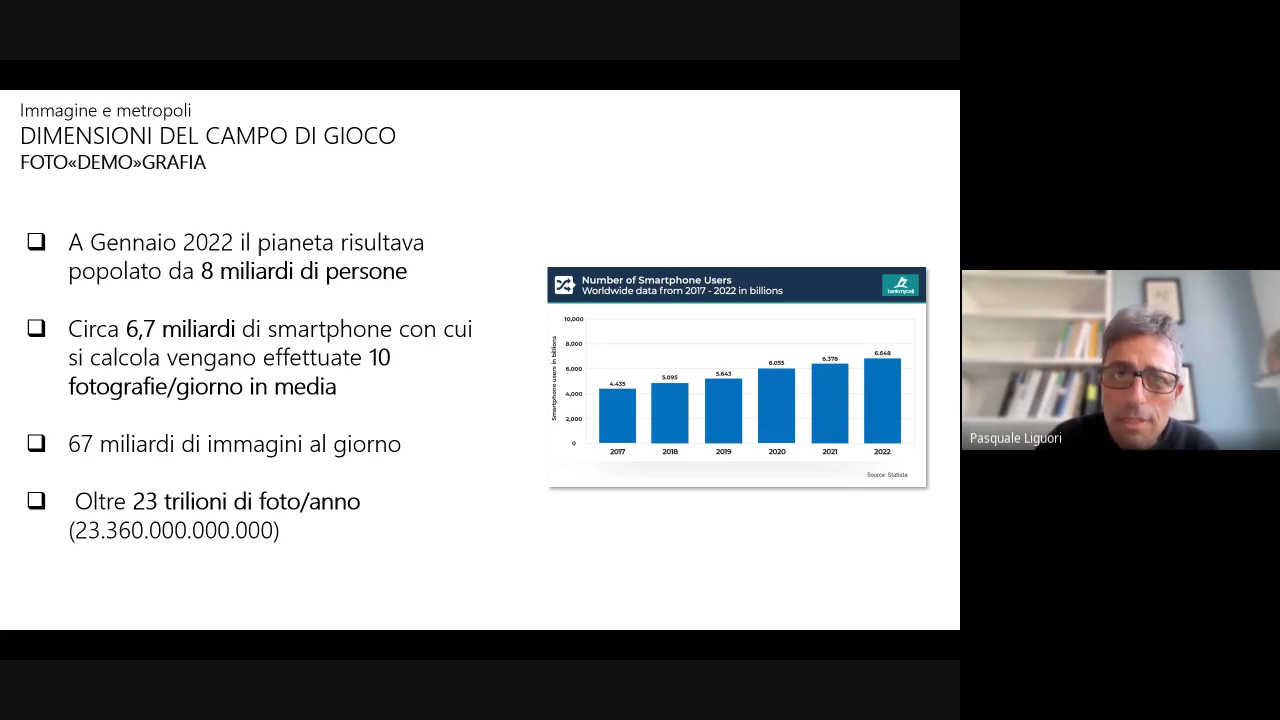 Immagine e metropoli
DIMENSIONI DEL CAMPO DI GIOCO
FOTO«DEMO»GRAFIA
A Gennaio 2022 il pianeta risultava
popolato da 8 miliardi di persone
Circa 6,7 miliardi di smartphone con cui
si calcola vengano effettuate 10
fotografie/giorno in media
67 miliardi di immagini al giorno
Oltre 23 trilioni di foto/anno
(23.360.000.000.000)
Number of Smartphone Users
Worldwide data from 2017 - 2022 in billions
bankmycell
Smartphone users in billions
10,000
8,000
6,000
4,000
2,000
0
4.435
5.095
5.643
6.055
6.378
6.648
2017
2018
2019
2020
2021
2022
Source: Statista
Pasquale Liguori